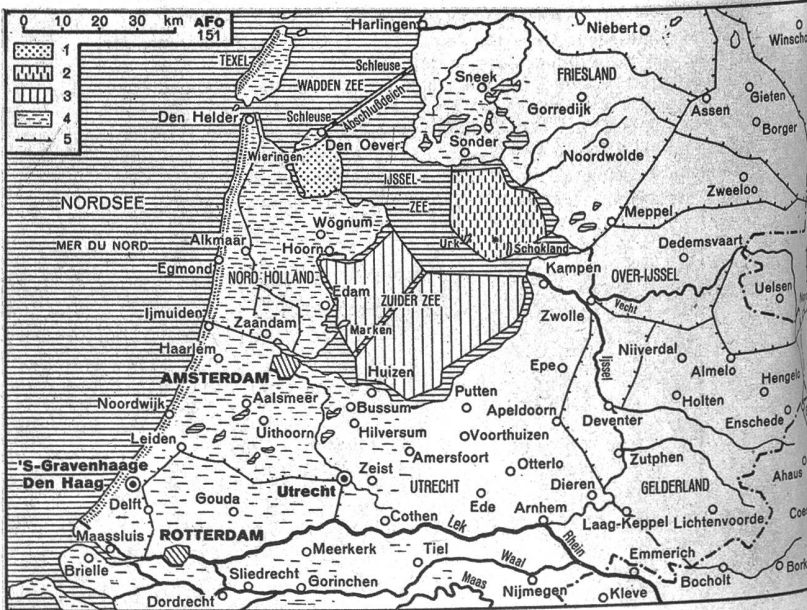 0 10 20 30 km
AFO
151
1
2
3
4
5
TEXEL
Harlingen
Niebert
Schleuse
WADDEN ZEE
Sneek
FRIESLAND
Abschlußdeich
Gorredijk
Assen
Gieten
Borger
Den Helder
Schleuse
Den Oever
Sonder
Noordwolde
Wieringen
IJSSEL-
ZEE
Zweeloo
NORDSEE
MER DU NORD
Wognum
Meppel
Alkmaar
Hoorn
Urk
Schokland
Dedemsvaart
Egmond
NORD-HOLLAND
Kampen
OVER-IJSSEL
Edam
ZUIDER ZEE
Uelsen
Ijmuiden
Zwolle
Vecht
Zaandam
Marken
Haarlem
Niiverdal
Almelo
AMSTERDAM
Huizen
Epe
Ijssel
Noordwijk
Aalsmeer
Bussum
Putten
Apeldoorn
Holten
Hengelo
Deventer
Enschede
Uithoorn
Hilversum
Voorthuizen
Leiden
Amersfoort
Zutphen
'S-Gravenhaage
Den Haag
Zeist
Otterlo
Ahaus
Utrecht
UTRECHT
Dieren
GELDERLAND
Gouda
Delft
Ede
Arnhem
Laag-Keppel
Lichtenvoorde
Cothen
Lek
Maassluis
ROTTERDAM
Meerkerk
Tiel
Waal
Rhein
Emmerich
Brielle
Sliedrecht
Gorinchen
Maas
Nijmegen
Bocholt
Dordrecht
Kleve